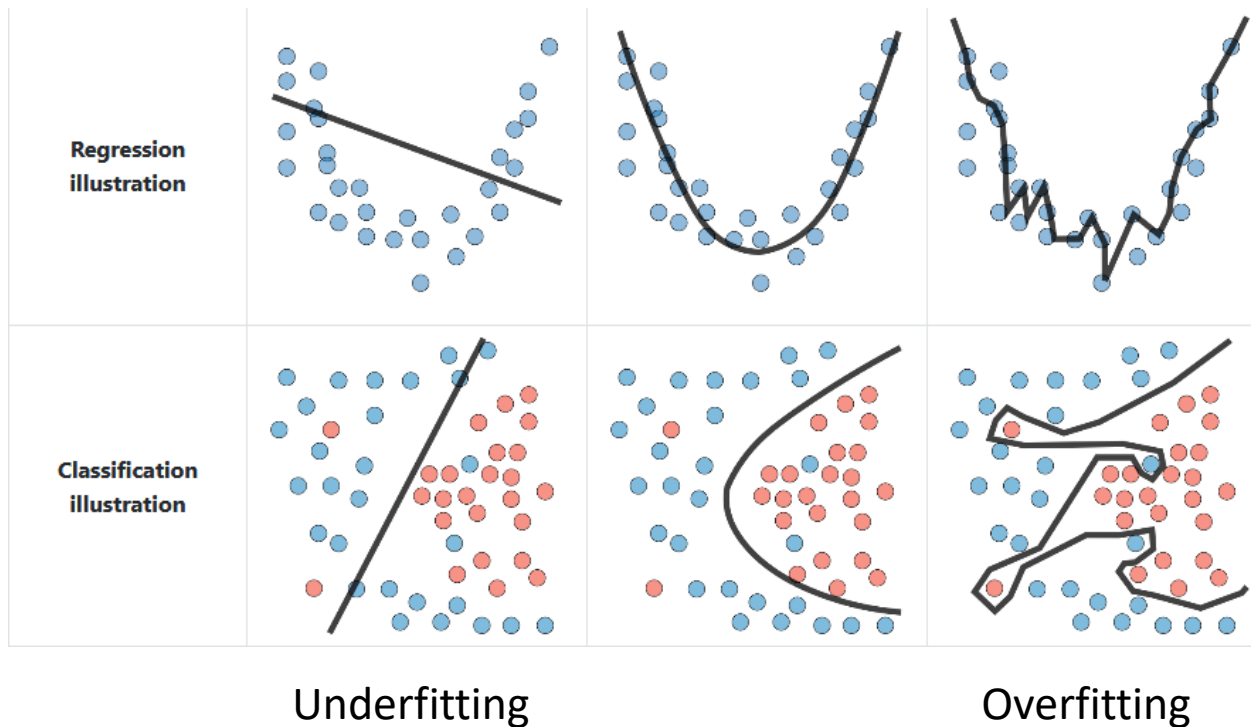 Regression
illustration
Classification
illustration
Underfitting
Overfitting